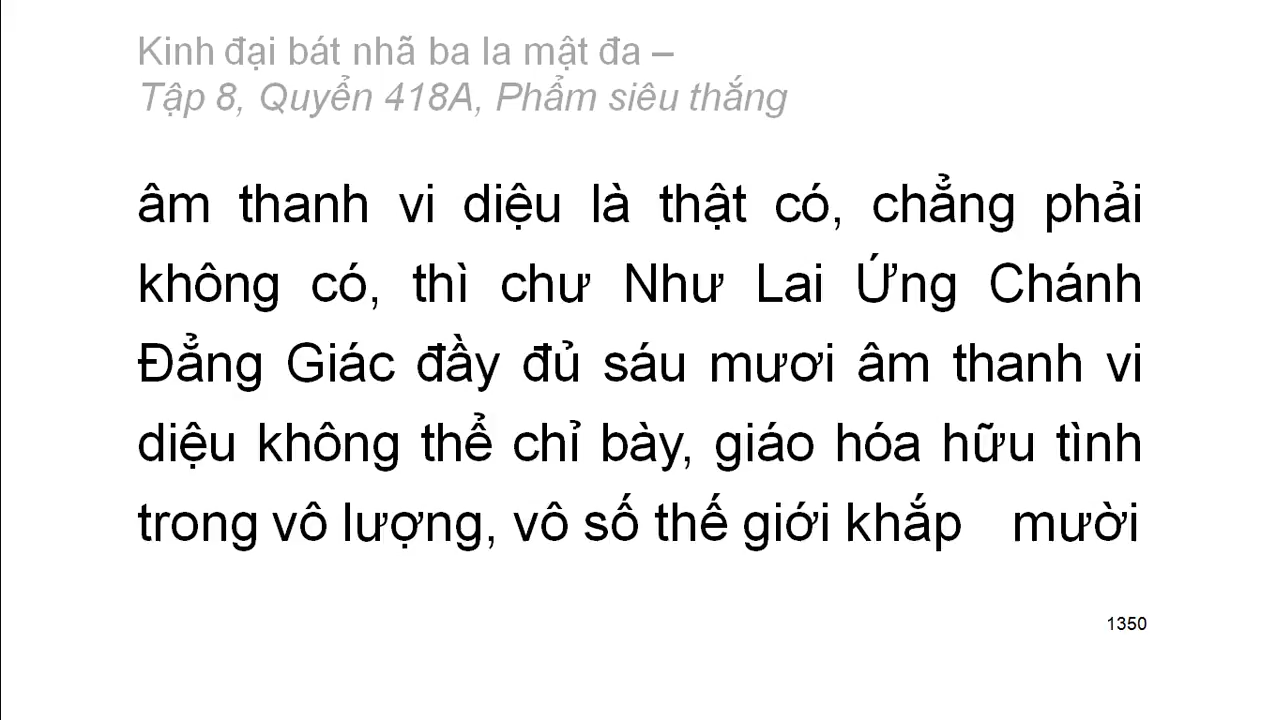 Kinh đại bát nhã ba la mật đa –
Tập 8, Quyển 418A, Phẩm siêu thắng
âm thanh vi diệu là thật có, chẳng phải
không có, thì chư Như Lai Ứng Chánh
Đẳng Giác đầy đủ sáu mươi âm thanh vi
diệu không thể chỉ bày, giáo hóa hữu tình
trong vô lượng, vô số thế giới khắp mười
1350